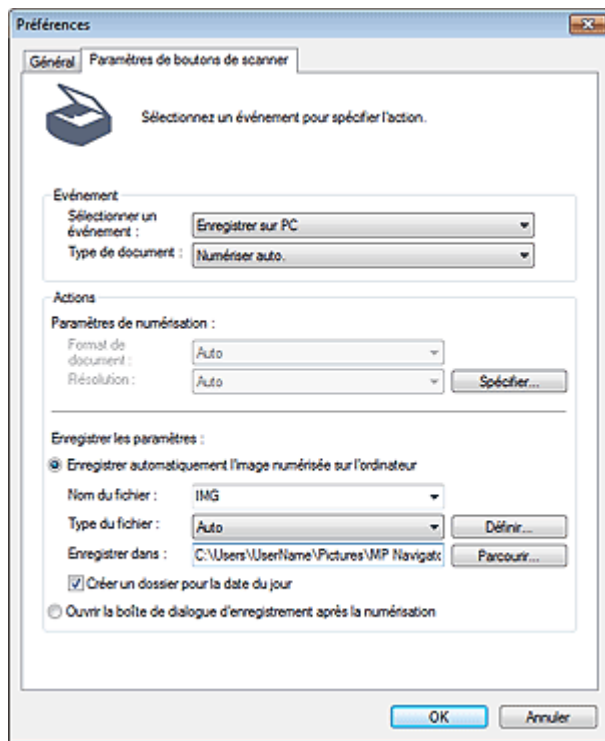 Préférences
Général
Paramètres de boutons de scanner
Sélectionnez un événement pour spécifier l'action.
Evénement
Sélectionner un
événement :
Enregistrer sur PC
Type de document :
Numériser auto.
Actions
Paramètres de numérisation :
Format de
document :
Auto
Résolution :
Auto
Spécifier...
Enregistrer les paramètres :
Enregistrer automatiquement l'image numérisée sur l'ordinateur
Nom du fichier :
IMG
Type du fichier :
Auto
Définir...
Enregistrer dans :
C:\Users\UserName\Pictures\MP Navigato
Parcourir...
Créer un dossier pour la date du jour
Ouvrir la boîte de dialogue d'enregistrement après la numérisation
OK
Annuler